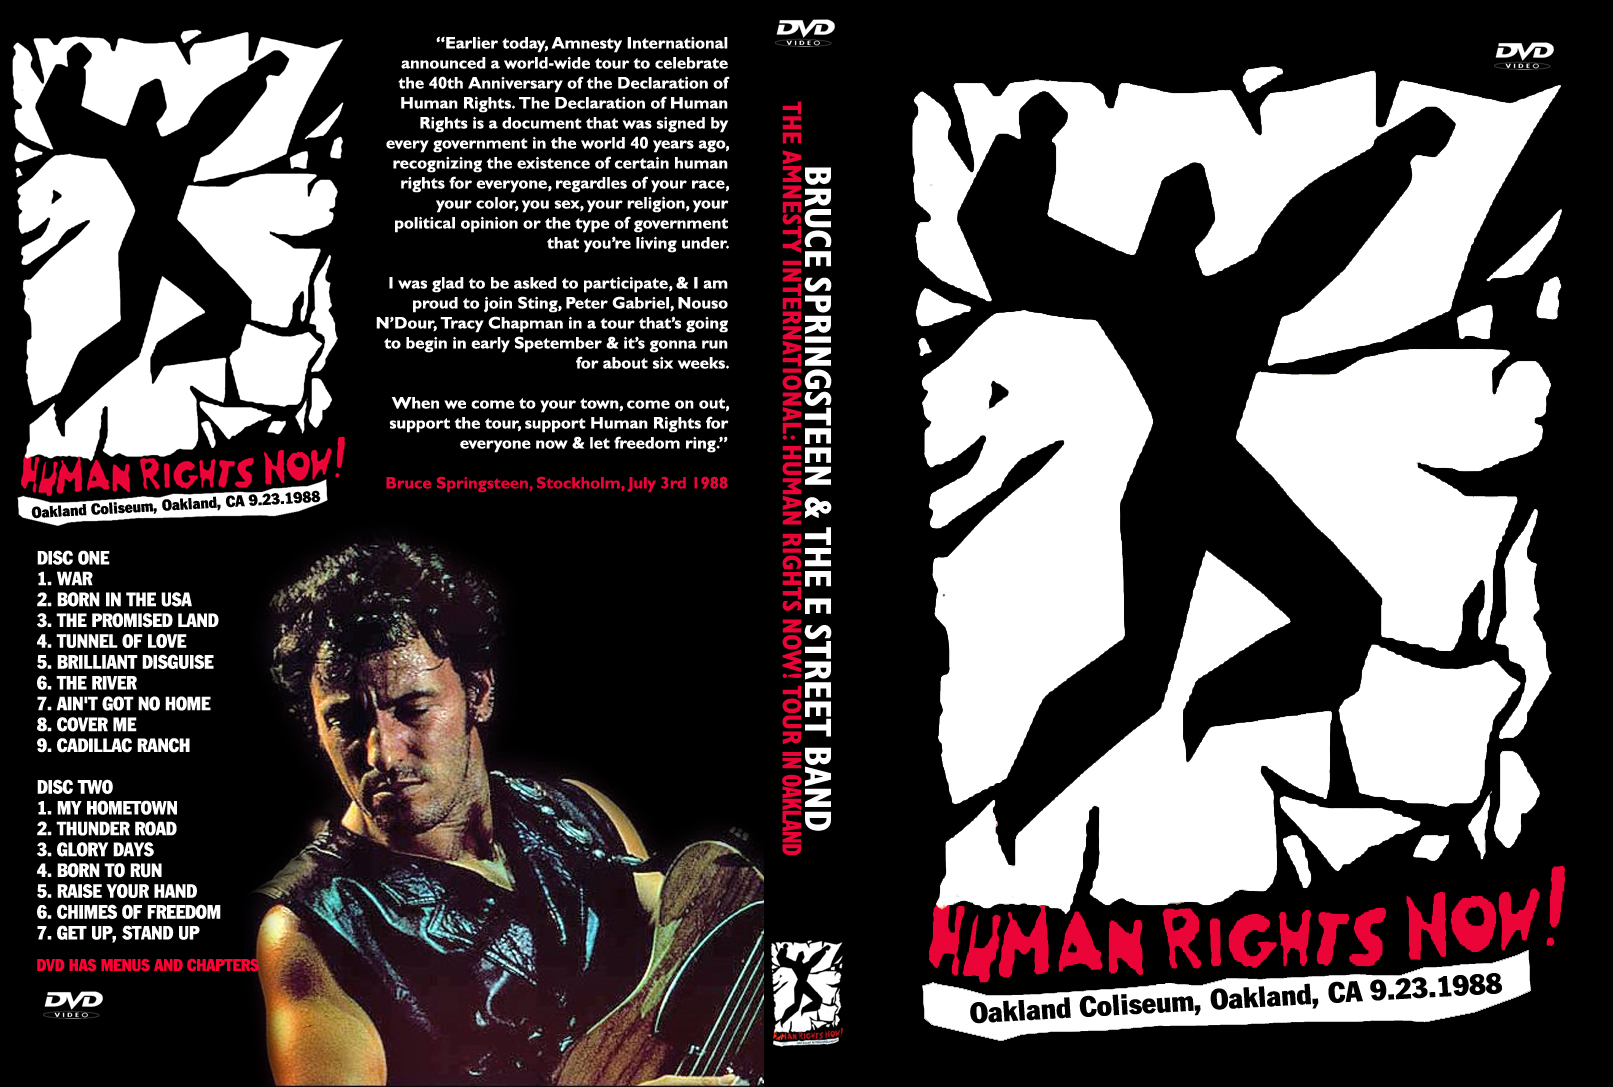 "Earlier today, Amnesty International
announced a world-wide tour to celebrate
the 40th Anniversary of the Declaration of
Human Rights. The Declaration of Human
Rights is a document that was signed by
every government in the world 40 years ago,
recognizing the existence of certain human
rights for everyone, regardles of your race,
your color, you sex, your religion, your
political opinion or the type of government
that you're living under.
I was glad to be asked to participate, & I am
proud to join Sting, Peter Gabriel, Nouso
N'Dour, Tracy Chapman in a tour that's going
to begin in early Spetember & it's gonna run
for about six weeks.
When we come to your town, come on out,
support the tour, support Human Rights for
everyone now & let freedom ring."
Bruce Springsteen, Stockholm, July 3rd 1988
HUMAN RIGHTS NOW!
Oakland Coliseum, Oakland, CA 9.23.1988
DISC ONE
1. WAR
2. BORN IN THE USA
3. THE PROMISED LAND
4. TUNNEL OF LOVE
5. BRILLIANT DISGUISE
6. THE RIVER
7. AIN'T GOT NO HOME
8. COVER ME
9. CADILLAC RANCH
DISC TWO
1. MY HOMETOWN
2. THUNDER ROAD
3. GLORY DAYS
4. BORN TO RUN
5. RAISE YOUR HAND
6. CHIMES OF FREEDOM
7. GET UP, STAND UP
DVD HAS MENUS AND CHAPTERS
DVD
VIDEO
DVD
VIDEO
BRUCE SPRINGSTEEN & THE E STREET BAND
THE AMNESTY INTERNATIONAL: HUMAN RIGHTS NOW! TOUR IN OAKLAND
HUMAN RIGHTS NOW!
DVD
VIDEO
HUMAN RIGHTS NOW!
Oakland Coliseum, Oakland, CA 9.23.1988